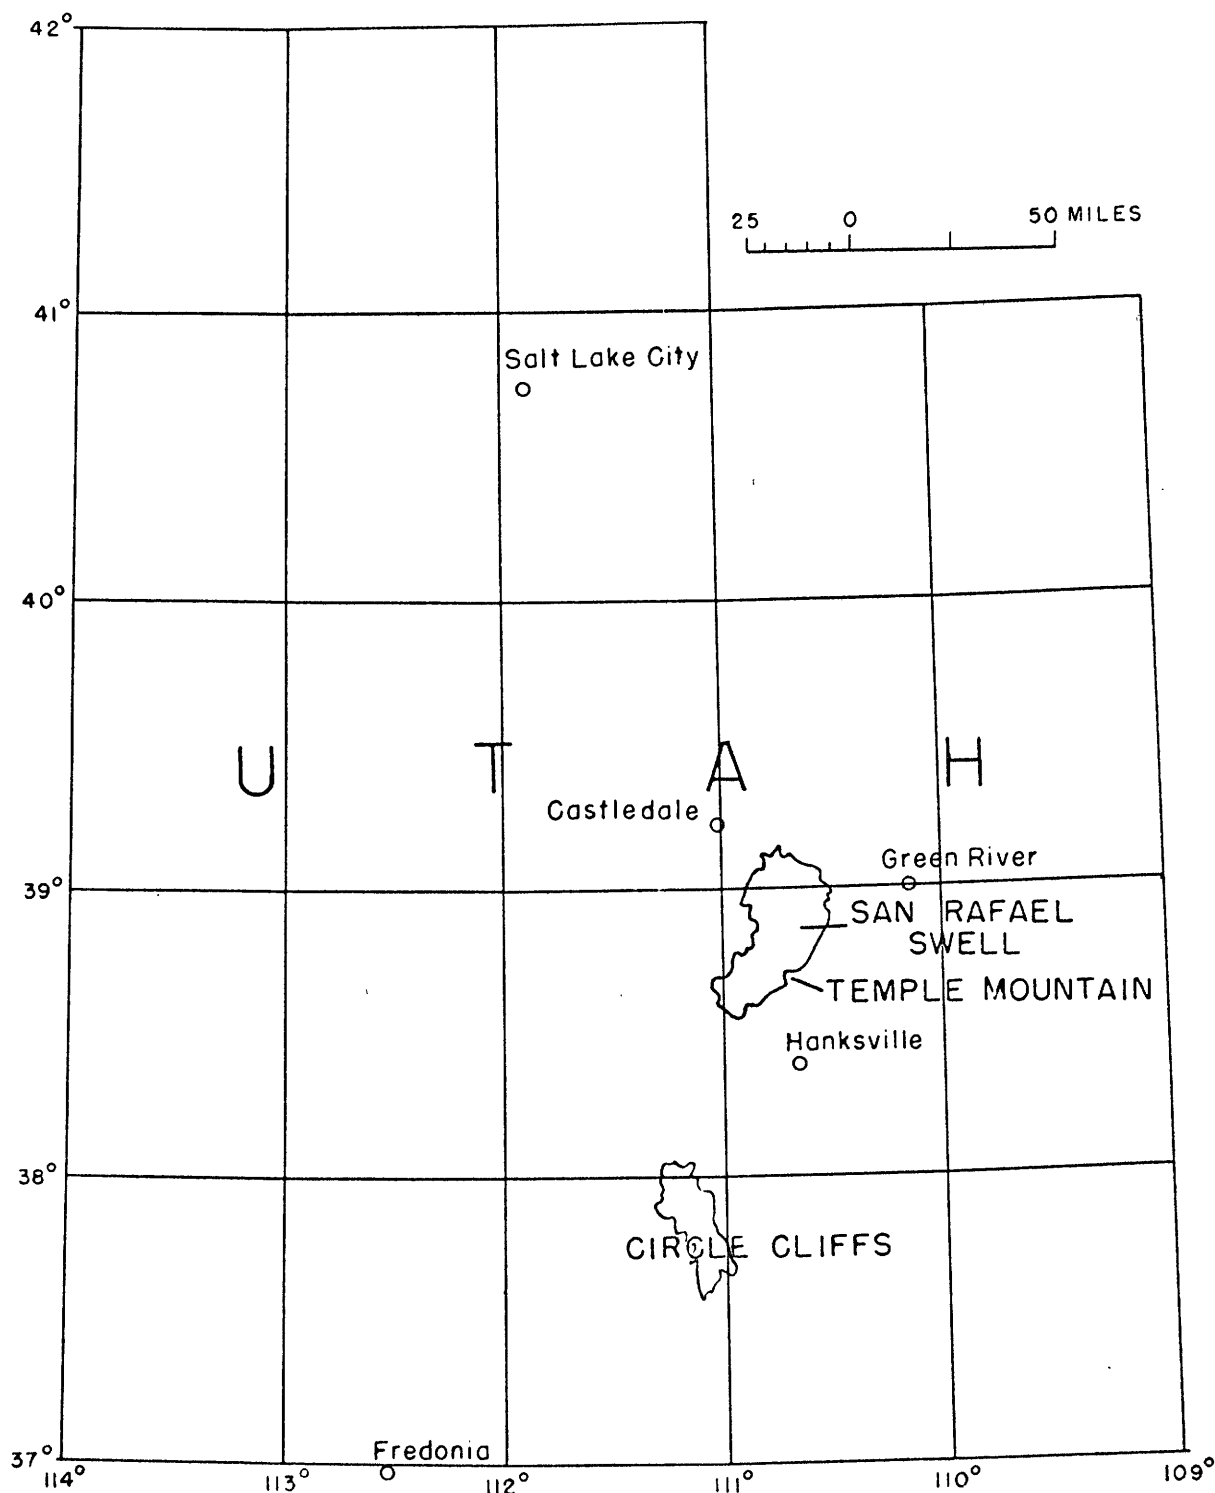 42°
25 0 50 MILES
41°
Salt Lake City
40°
U T A H
Castledale
Green River
39°
SAN RAFAEL
SWELL
TEMPLE MOUNTAIN
Hanksville
38°
CIRCLE CLIFFS
37°
Fredonia
114° 113° 112° 111° 110° 109°